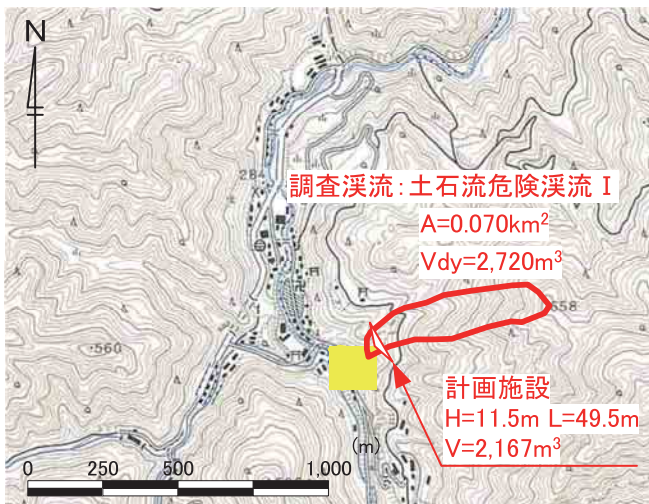 N
284
調査渓流：土石流危険渓流 Ⅰ
A=0.070km²
Vdy=2,720m³
558
560
計画施設
H=11.5m L=49.5m
V=2,167m³
(m)
0 250 500 1,000